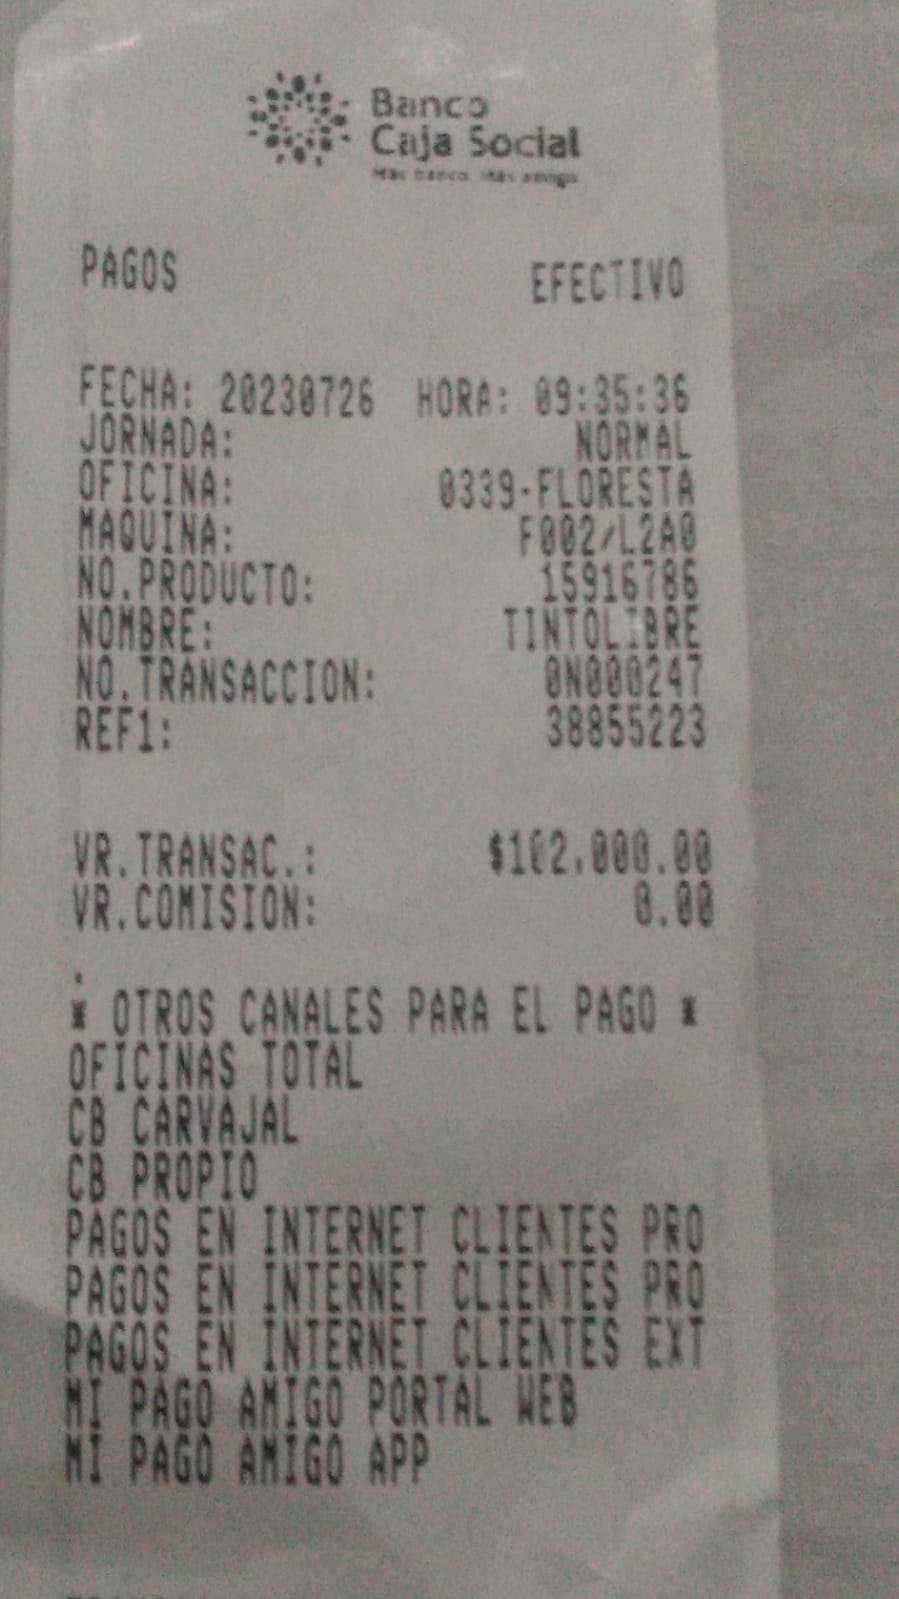 Banco
Caja Social
Más banco. Más amigo.
PAGOS EFECTIVO
FECHA: 20230726 HORA: 09:35:36
JORNADA: NORMAL
OFICINA: 0339-FLORESTA
MAQUINA: F002/L2A0
NO.PRODUCTO: 15916786
NOMBRE: TINTOLIBRE
NO.TRANSACCION: 0N000247
REF1: 38855223
VR.TRANSAC.: $102,000.00
VR.COMISION: 0.00
.
* OTROS CANALES PARA EL PAGO *
OFICINAS TOTAL
CB CARVAJAL
CB PROPIO
PAGOS EN INTERNET CLIENTES PRO
PAGOS EN INTERNET CLIENTES PRO
PAGOS EN INTERNET CLIENTES EXT
MI PAGO AMIGO PORTAL WEB
MI PAGO AMIGO APP